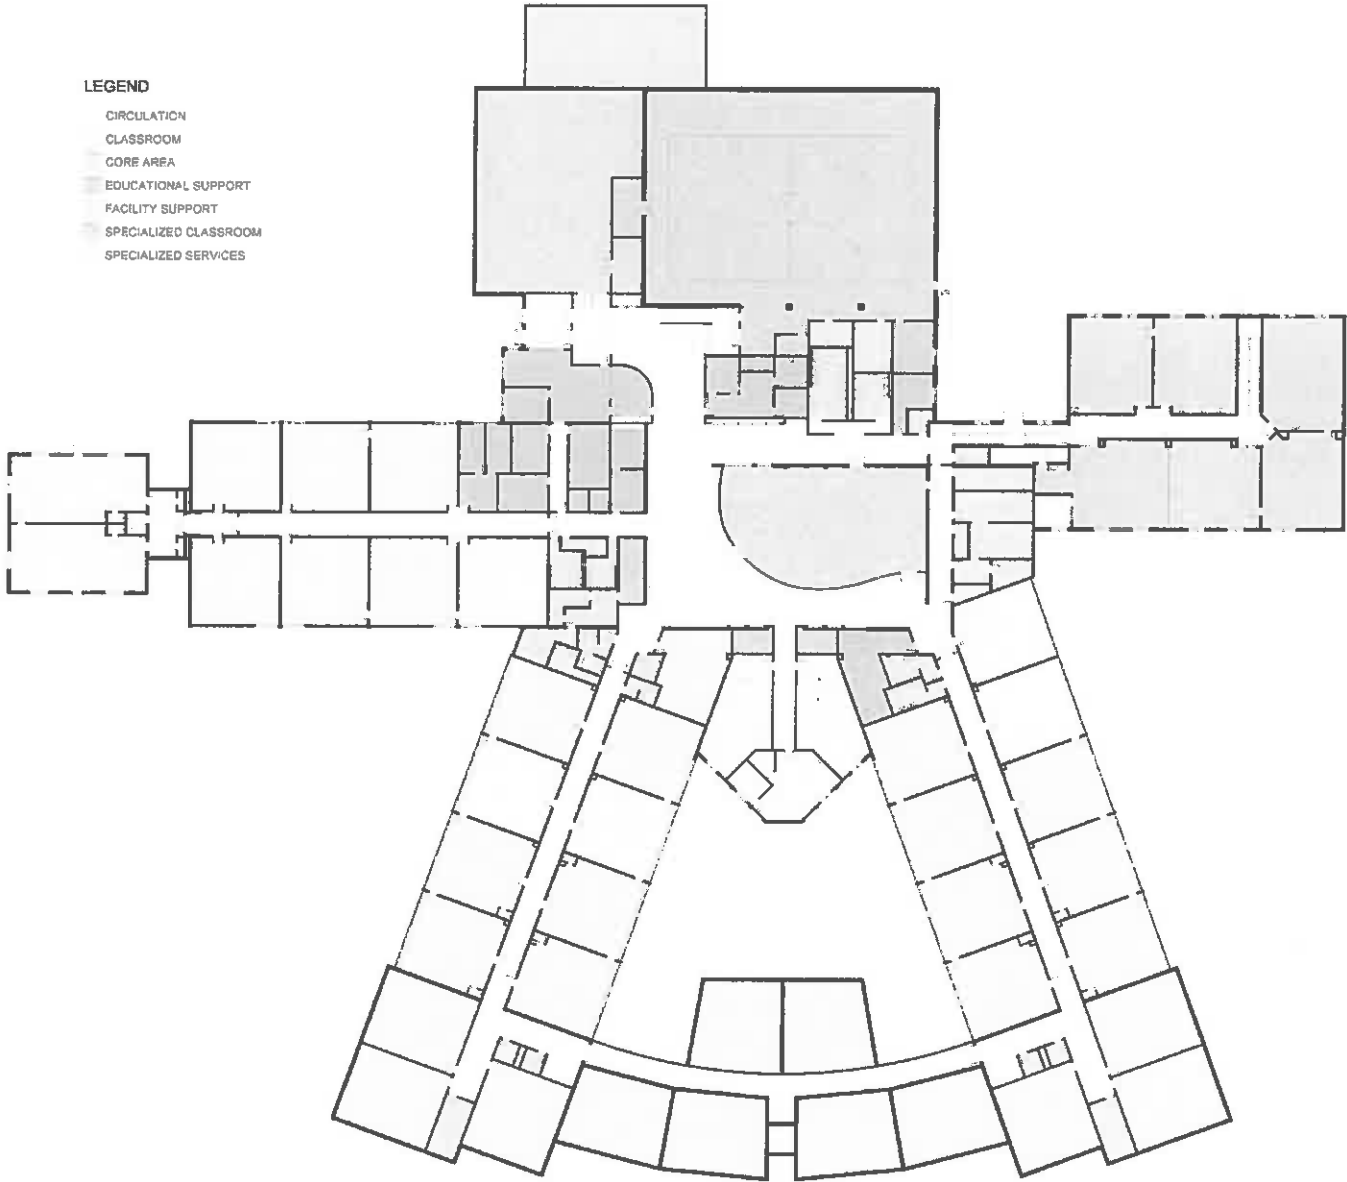 LEGEND
CIRCULATION
CLASSROOM
CORE AREA
EDUCATIONAL SUPPORT
FACILITY SUPPORT
SPECIALIZED CLASSROOM
SPECIALIZED SERVICES